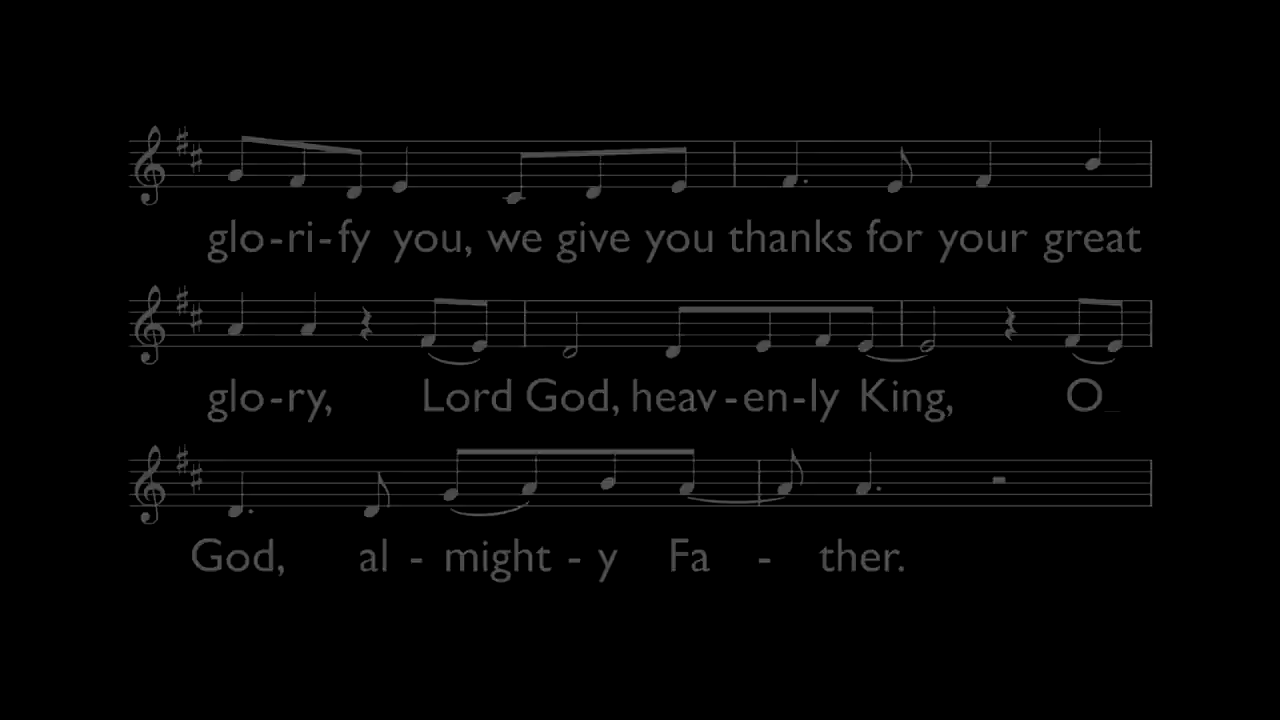 glo-ri-fy you, we give you thanks for your great
glo-ry, Lord God, heav-en-ly King, O
God, al-might-y Fa-ther.